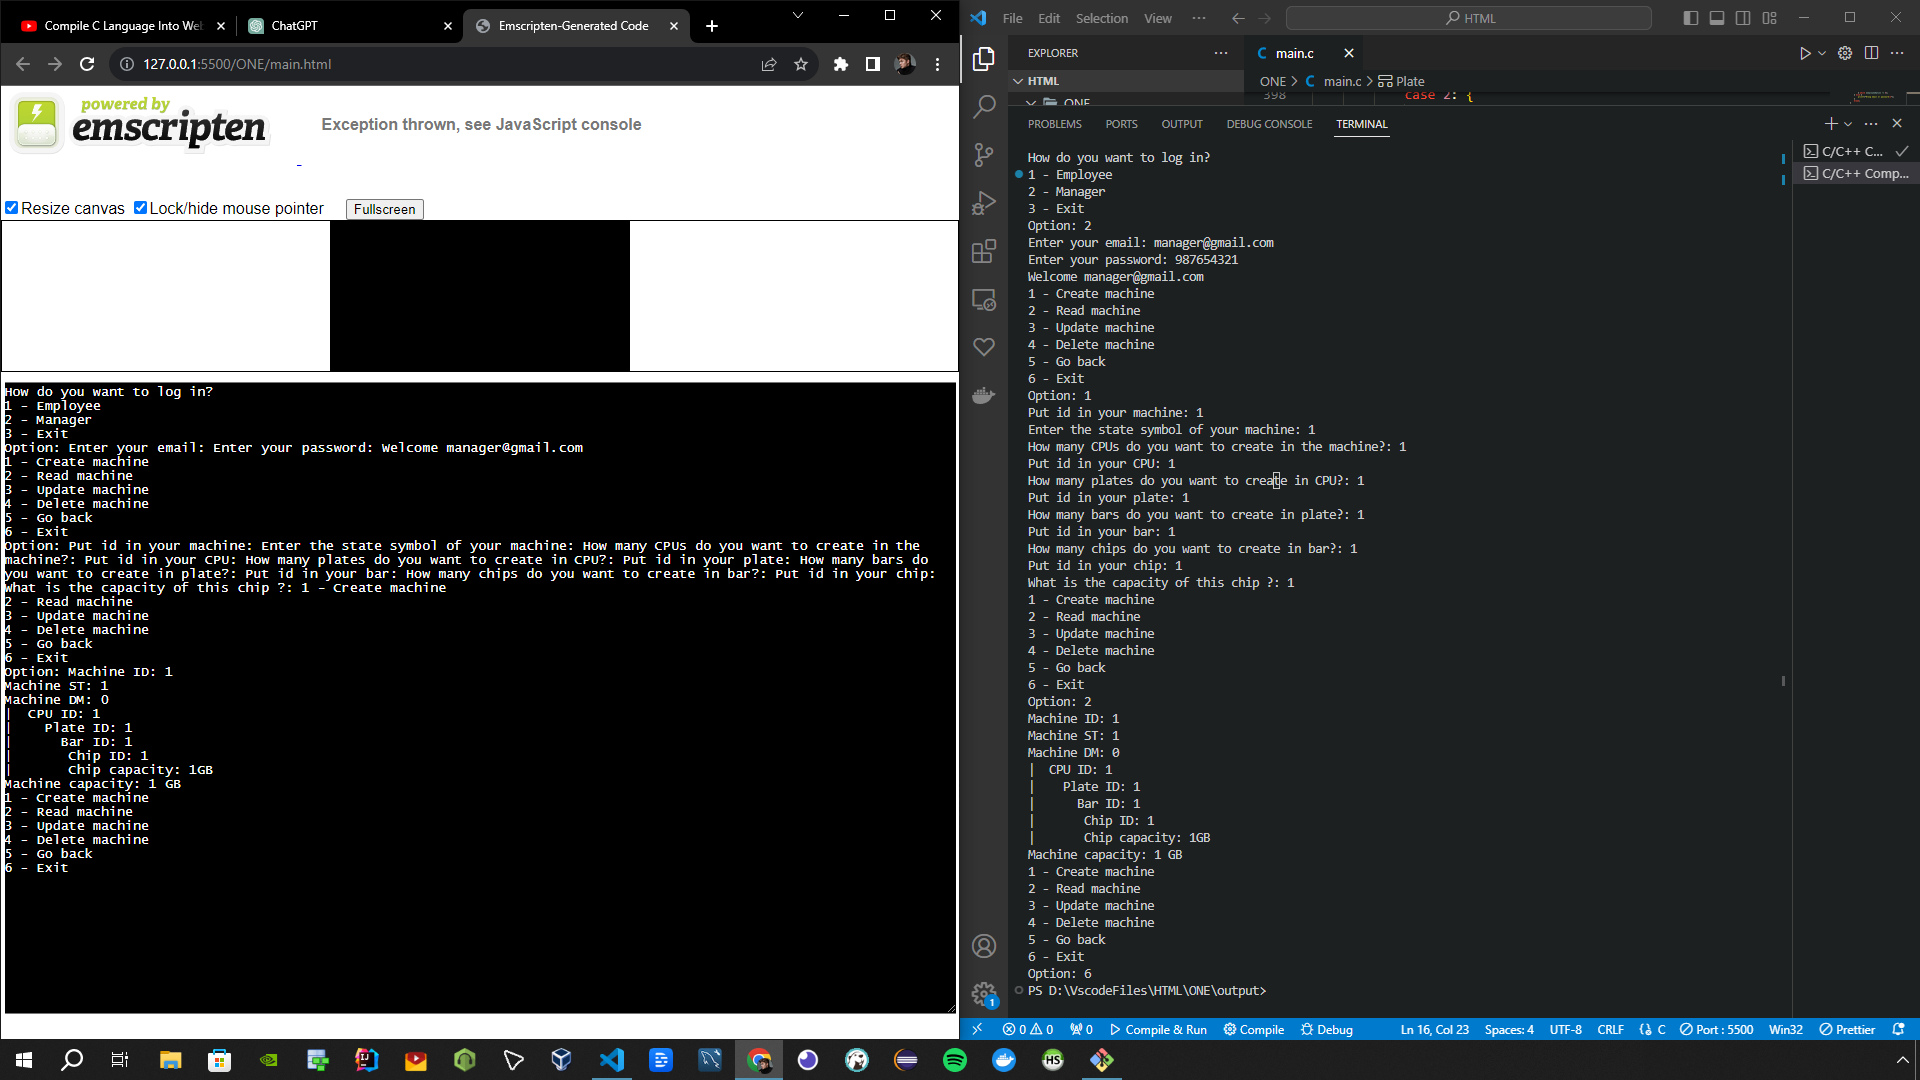 Compile C Language Into We
ChatGPT
Emscripten-Generated Code
127.0.0.1:5500/ONE/main.html
powered by
emscripten
Exception thrown, see JavaScript console
-
Resize canvas
Lock/hide mouse pointer
Fullscreen
How do you want to log in?
1 - Employee
2 - Manager
3 - Exit
Option: Enter your email: Enter your password: Welcome manager@gmail.com
1 - Create machine
2 - Read machine
3 - Update machine
4 - Delete machine
5 - Go back
6 - Exit
Option: Put id in your machine: Enter the state symbol of your machine: How many CPUs do you want to create in the
machine?: Put id in your CPU: How many plates do you want to create in CPU?: Put id in your plate: How many bars do
you want to create in plate?: Put id in your bar: How many chips do you want to create in bar?: Put id in your chip:
What is the capacity of this chip ?: 1 - Create machine
2 - Read machine
3 - Update machine
4 - Delete machine
5 - Go back
6 - Exit
Option: Machine ID: 1
Machine ST: 1
Machine DM: 0
|  CPU ID: 1
|    Plate ID: 1
|      Bar ID: 1
|       Chip ID: 1
|       Chip capacity: 1GB
Machine capacity: 1 GB
1 - Create machine
2 - Read machine
3 - Update machine
4 - Delete machine
5 - Go back
6 - Exit
File Edit Selection View ···
HTML
EXPLORER
main.c
HTML
ONE
ONE > C main.c > Plate
398 case 2: {
PROBLEMS PORTS OUTPUT DEBUG CONSOLE TERMINAL
C/C++ C...
C/C++ Comp...
How do you want to log in?
1 - Employee
2 - Manager
3 - Exit
Option: 2
Enter your email: manager@gmail.com
Enter your password: 987654321
Welcome manager@gmail.com
1 - Create machine
2 - Read machine
3 - Update machine
4 - Delete machine
5 - Go back
6 - Exit
Option: 1
Put id in your machine: 1
Enter the state symbol of your machine: 1
How many CPUs do you want to create in the machine?: 1
Put id in your CPU: 1
How many plates do you want to create in CPU?: 1
Put id in your plate: 1
How many bars do you want to create in plate?: 1
Put id in your bar: 1
How many chips do you want to create in bar?: 1
Put id in your chip: 1
What is the capacity of this chip ?: 1
1 - Create machine
2 - Read machine
3 - Update machine
4 - Delete machine
5 - Go back
6 - Exit
Option: 2
Machine ID: 1
Machine ST: 1
Machine DM: 0
|  CPU ID: 1
|    Plate ID: 1
|      Bar ID: 1
|       Chip ID: 1
|       Chip capacity: 1GB
Machine capacity: 1 GB
1 - Create machine
2 - Read machine
3 - Update machine
4 - Delete machine
5 - Go back
6 - Exit
Option: 6
PS D:\VscodeFiles\HTML\ONE\output>
1
0 0 0 Compile & Run Compile Debug Ln 16, Col 23 Spaces: 4 UTF-8 CRLF C Port : 5500 Win32 Prettier